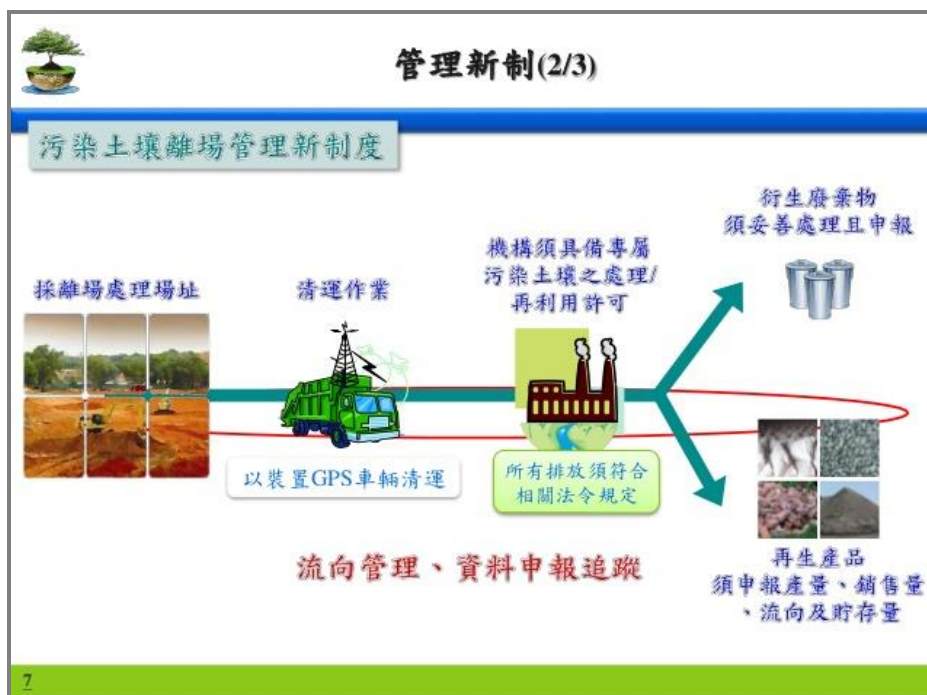 管理新制(2/3)
污染土壤離場管理新制度
採離場處理場址
清運作業
以裝置GPS車輛清運
機構須具備專屬
污染土壤之處理/
再利用許可
所有排放須符合
相關法令規定
衍生廢棄物
須妥善處理且申報
再生產品
須申報產量、銷售量
、流向及貯存量
流向管理、資料申報追蹤
7